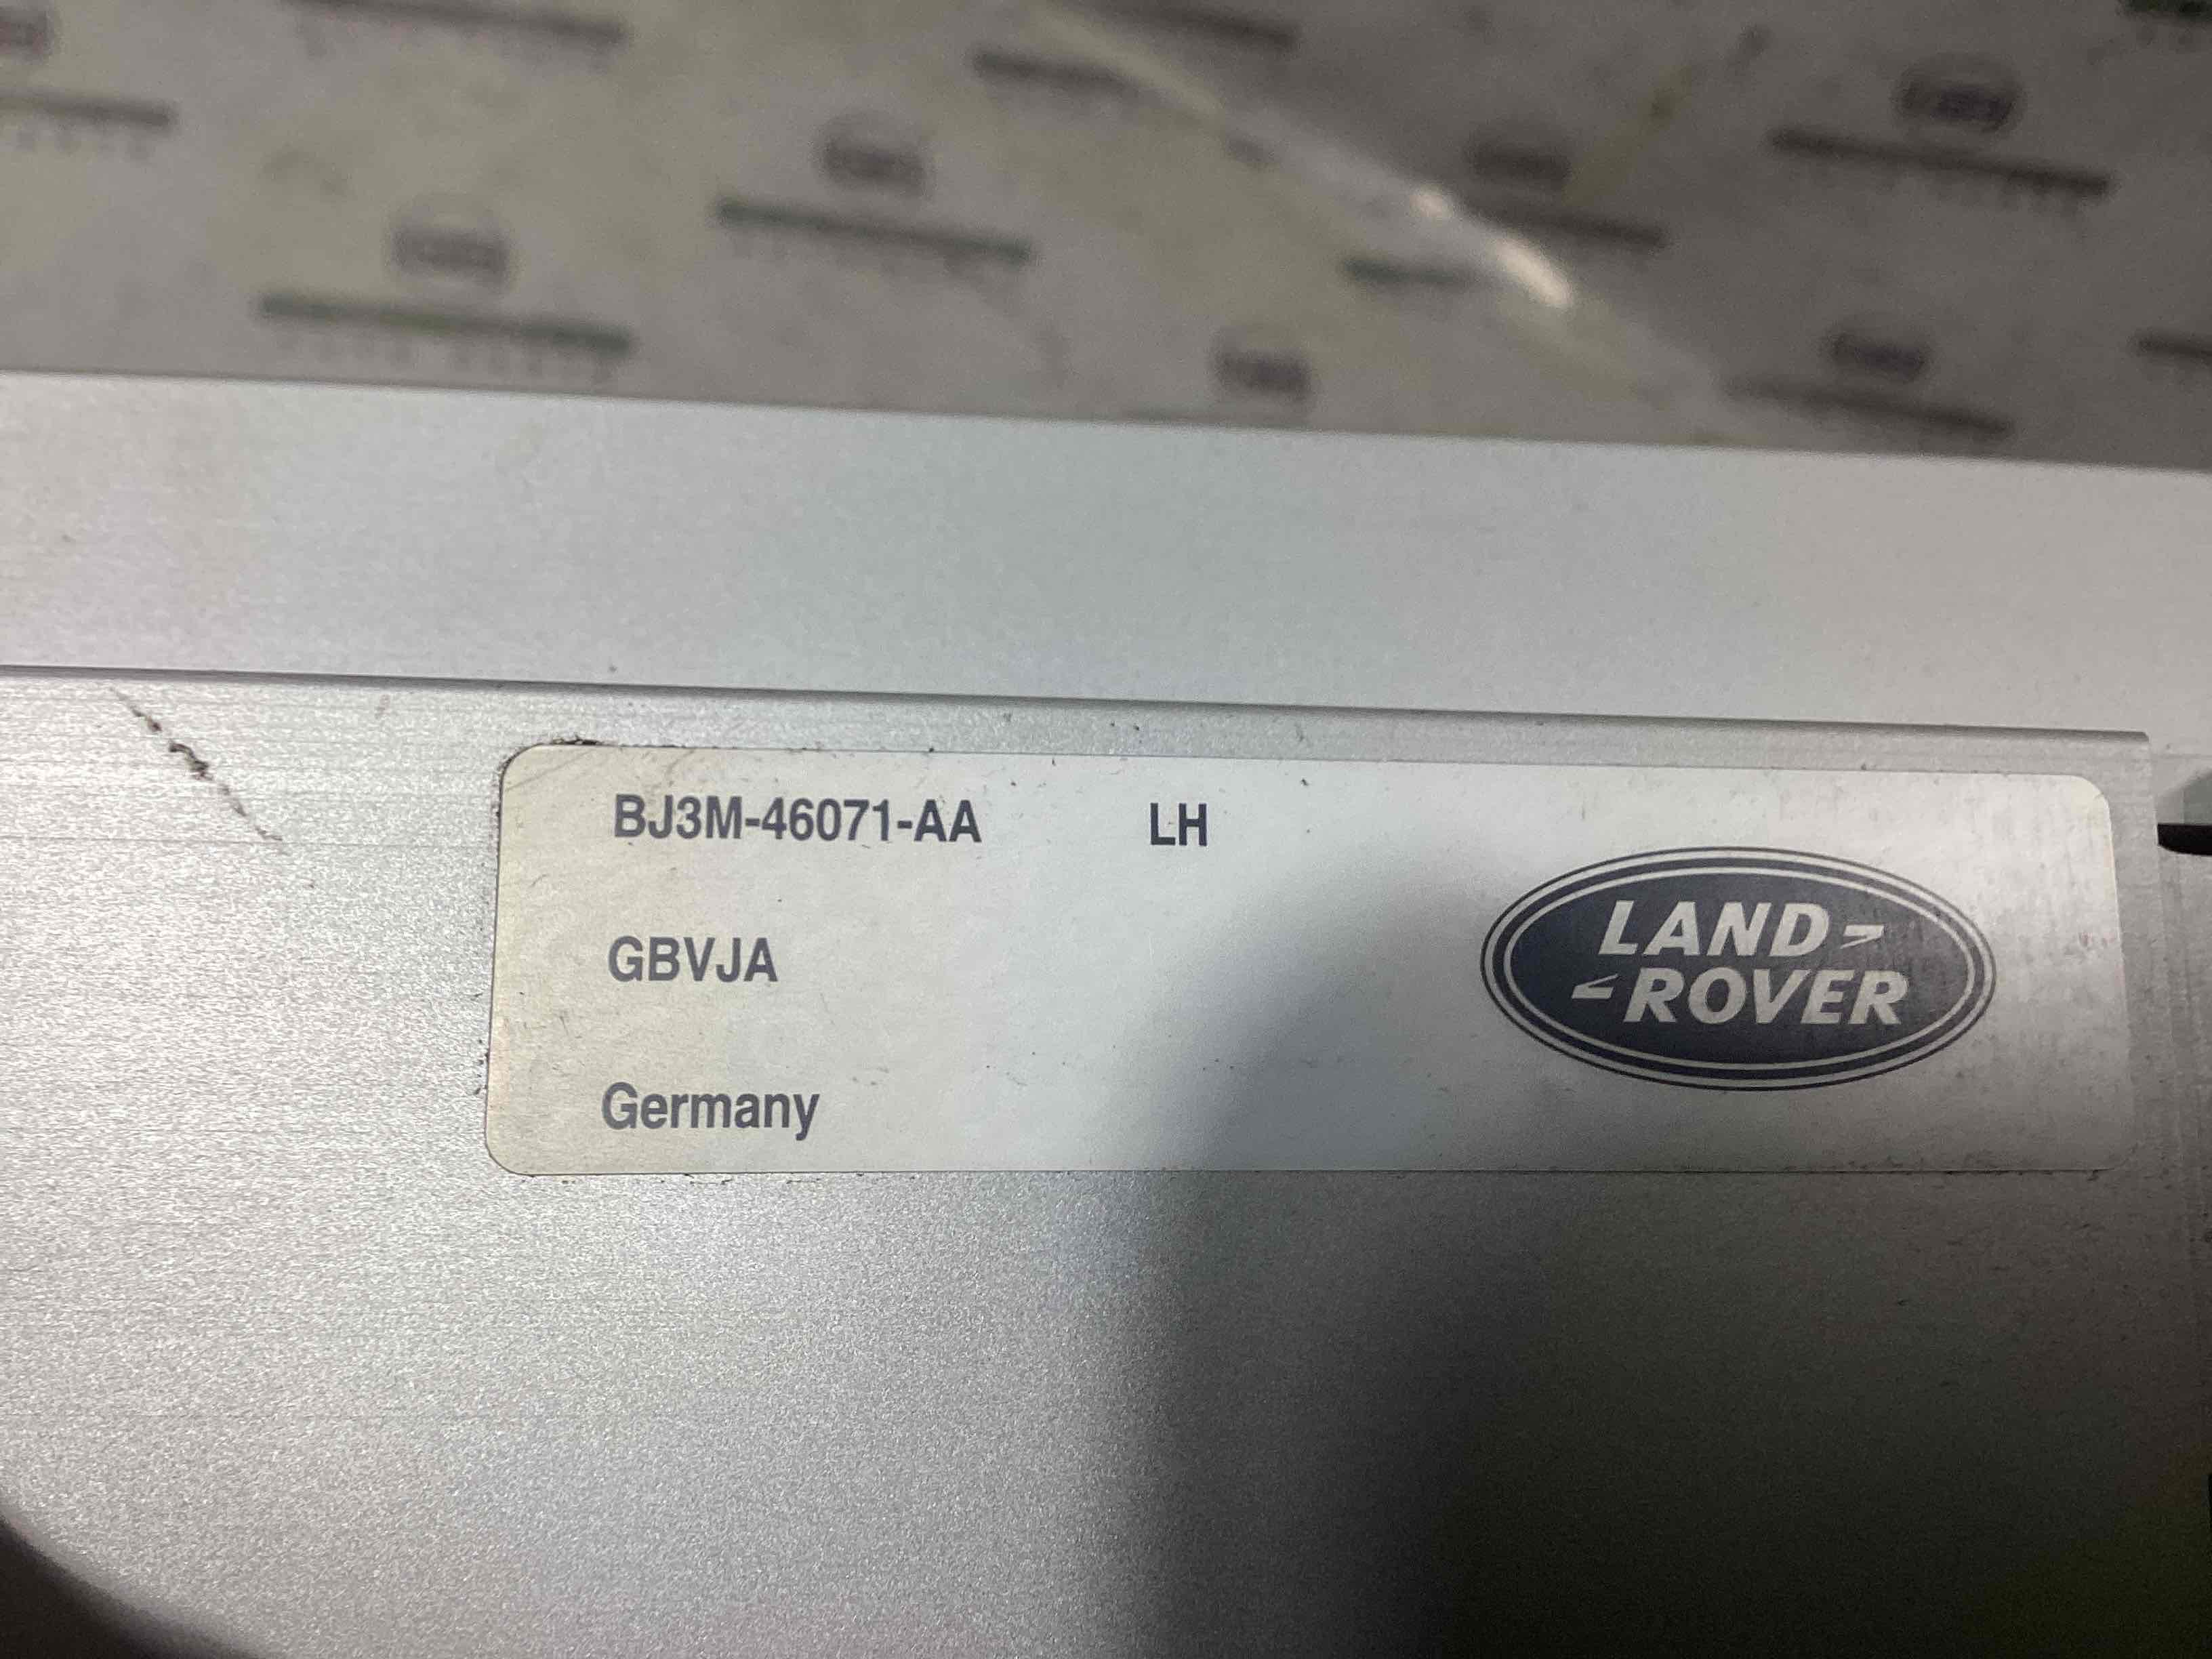 BJ3M-46071-AA LH
GBVJA
Germany
LAND-
-ROVER